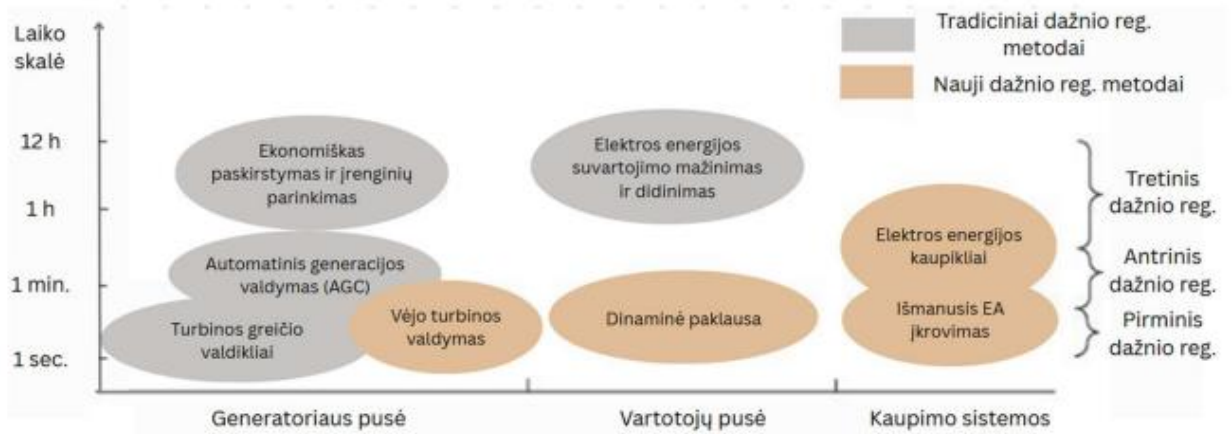 Laiko
skalė
12 h
1 h
1 min.
1 sec.
Tradiciniai dažnio reg.
metodai
Nauji dažnio reg. metodai
Ekonomiškas
paskirstymas ir įrenginių
parinkimas
Automatinis generacijos
valdymas (AGC)
Turbinos greičio
valdikliai
Vėjo turbinos
valdymas
Elektros energijos
suvartojimo mažinimas
ir didinimas
Dinaminė paklausa
Elektros energijos
kaupikliai
Išmanusis EA
įkrovimas
Tretinis
dažnio reg.
Antrinis
dažnio reg.
Pirminis
dažnio reg.
Generatoriaus pusė
Vartotojų pusė
Kaupimo sistemos